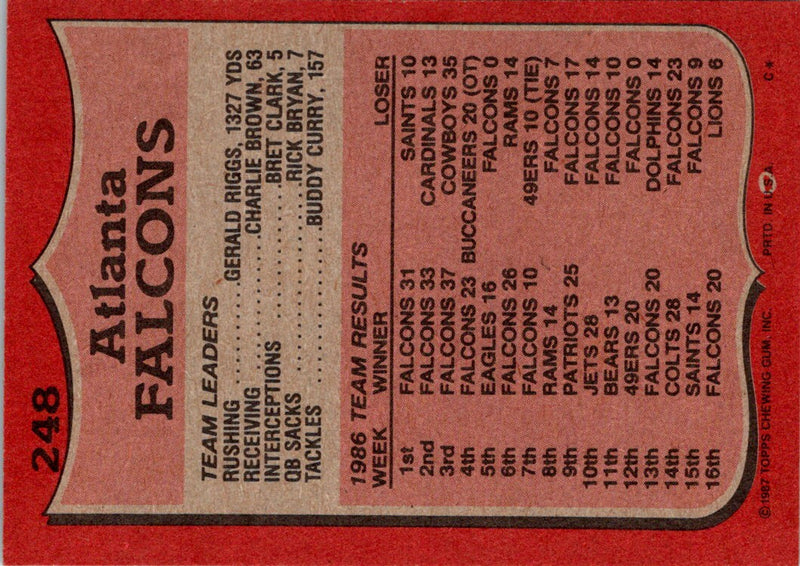 248
Atlanta
FALCONS
TEAM LEADERS
RUSHING ............ GERALD RIGGS, 1327 YDS
RECEIVING ............ CHARLIE BROWN, 63
INTERCEPTIONS ............ BRET CLARK, 5
QB SACKS ............ RICK BRYAN, 7
TACKLES ............ BUDDY CURRY, 157
1986 TEAM RESULTS
WEEK WINNER LOSER
1st FALCONS 31 SAINTS 10
2nd FALCONS 33 CARDINALS 13
3rd FALCONS 37 COWBOYS 35
4th FALCONS 23 BUCCANEERS 20 (OT)
5th EAGLES 16 FALCONS 0
6th FALCONS 26 RAMS 14
7th FALCONS 10 49ERS 10 (TIE)
8th RAMS 14 FALCONS 7
9th PATRIOTS 25 FALCONS 17
10th JETS 28 FALCONS 14
11th BEARS 13 FALCONS 10
12th 49ERS 20 FALCONS 0
13th FALCONS 20 DOLPHINS 14
14th COLTS 28 FALCONS 23
15th SAINTS 14 FALCONS 9
16th FALCONS 20 LIONS 6
© 1987 TOPPS CHEWING GUM, INC. PRTD. IN U.S.A. C*